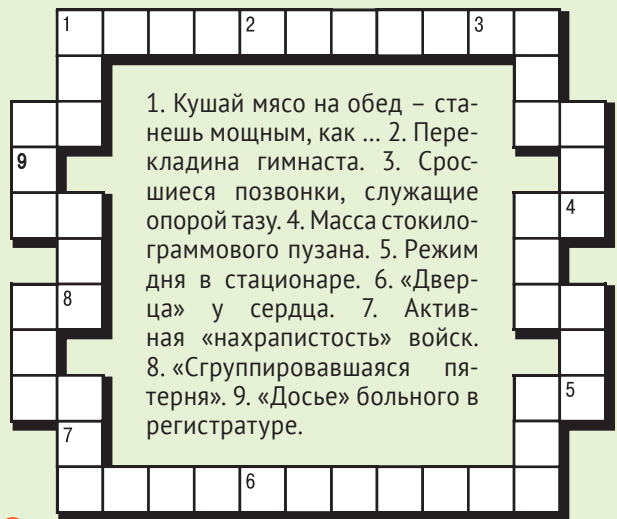 1 2 3
1. Кушай мясо на обед – ста-
нешь мощным, как ... 2. Пере-
9
кладина гимнаста. 3. Срос-
шиеся позвонки, служащие
4
опорой тазу. 4. Масса стокило-
граммового пузана. 5. Режим
дня в стационаре. 6. «Двер-
8
ца» у сердца. 7. Актив-
ная «нахрапистость» войск.
8. «Сгруппировавшаяся пя-
5
терня». 9. «Досье» больного в
7
регистратуре.
6